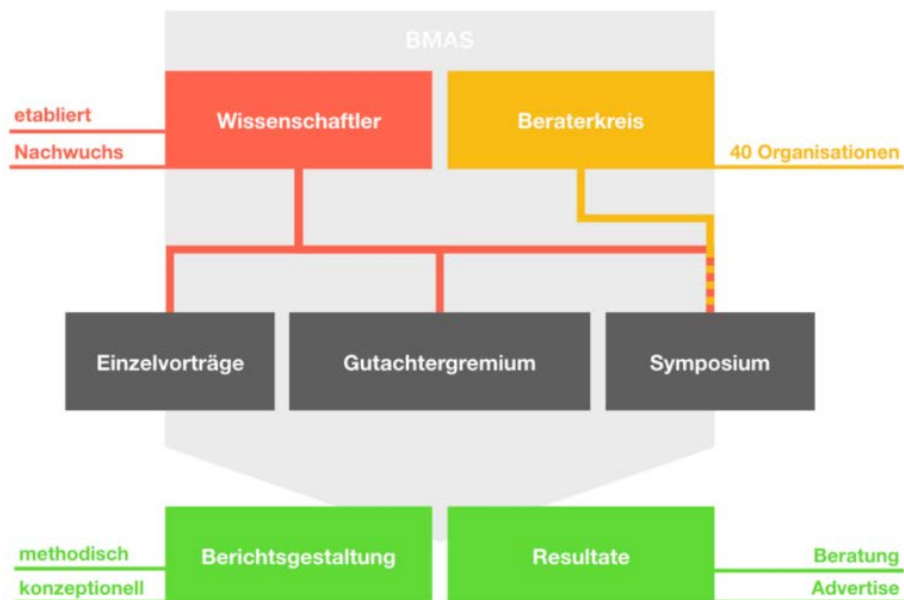 BMAS
etabliert
Nachwuchs
Wissenschaftler
Beraterkreis
40 Organisationen
Einzelvorträge
Gutachtergremium
Symposium
methodisch
konzeptionell
Berichtsgestaltung
Resultate
Beratung
Advertise